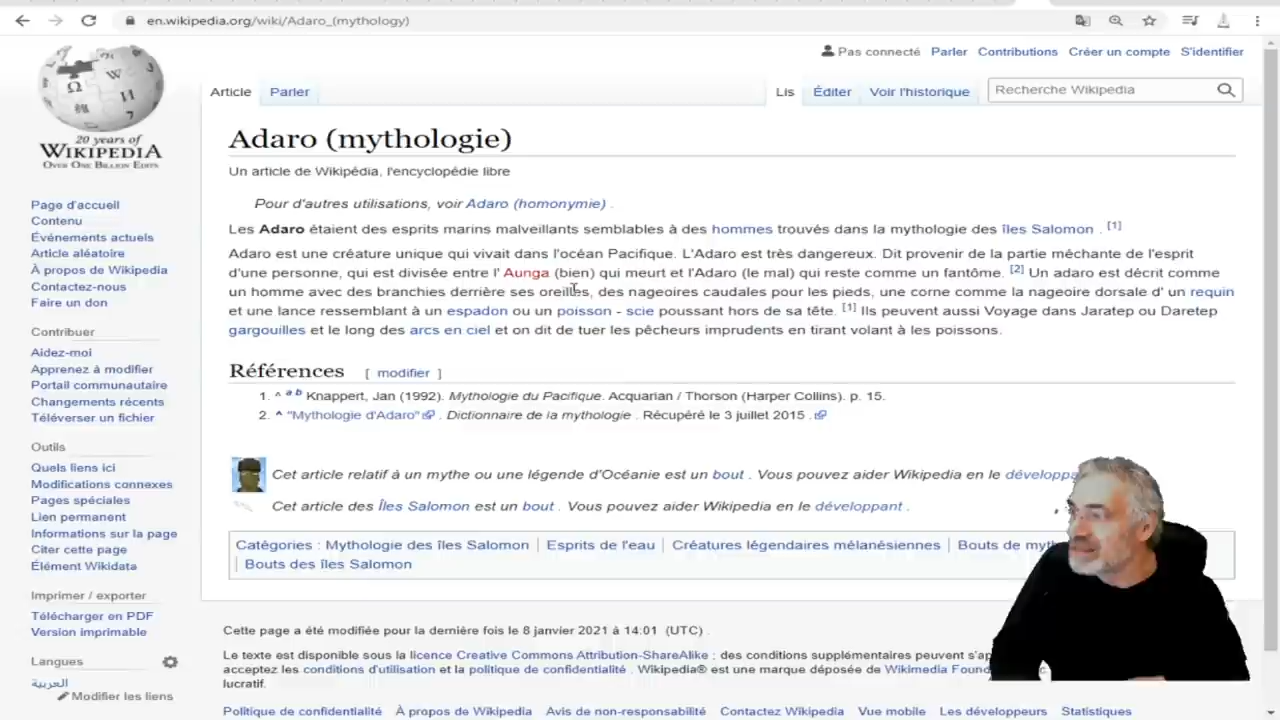 en.wikipedia.org/wiki/Adaro_(mythology)
Pas connecté Parler Contributions Créer un compte S'identifier
Article Parler Lis Éditer Voir l'historique Recherche Wikipedia
20 years of
WIKIPEDIA
OVER ONE BILLION EDITS
Adaro (mythologie)
Un article de Wikipédia, l'encyclopédie libre
Pour d'autres utilisations, voir Adaro (homonymie) .
Les Adaro étaient des esprits marins malveillants semblables à des hommes trouvés dans la mythologie des îles Salomon . [1]
Adaro est une créature unique qui vivait dans l'océan Pacifique. L'Adaro est très dangereux. Dit provenir de la partie méchante de l'esprit
d'une personne, qui est divisée entre l' Aunga (bien) qui meurt et l'Adaro (le mal) qui reste comme un fantôme. [2] Un adaro est décrit comme
un homme avec des branchies derrière ses oreilles, des nageoires caudales pour les pieds, une corne comme la nageoire dorsale d' un requin
et une lance ressemblant à un espadon ou un poisson - scie poussant hors de sa tête. [1] Ils peuvent aussi Voyage dans Jaratep ou Daretep
gargouilles et le long des arcs en ciel et on dit de tuer les pêcheurs imprudents en tirant volant à les poissons.
Références [ modifier ]
1. ^ a b Knappert, Jan (1992). Mythologie du Pacifique. Acquarian / Thorson (Harper Collins). p. 15.
2. ^ "Mythologie d'Adaro" . Dictionnaire de la mythologie . Récupéré le 3 juillet 2015 .
Cet article relatif à un mythe ou une légende d'Océanie est un bout . Vous pouvez aider Wikipedia en le développa
Cet article des Îles Salomon est un bout . Vous pouvez aider Wikipedia en le développant .
Catégories : Mythologie des îles Salomon | Esprits de l'eau | Créatures légendaires mélanésiennes | Bouts de myth
| Bouts des îles Salomon
Cette page a été modifiée pour la dernière fois le 8 janvier 2021 à 14:01 (UTC) .
Le texte est disponible sous la licence Creative Commons Attribution-ShareAlike ; des conditions supplémentaires peuvent s'ap
acceptez les conditions d'utilisation et la politique de confidentialité . Wikipedia® est une marque déposée de Wikimedia Found
lucratif.
Politique de confidentialité À propos de Wikipedia Avis de non-responsabilité Contactez Wikipedia Vue mobile Les développeurs Statistiques
Page d'accueil
Contenu
Événements actuels
Article aléatoire
À propos de Wikipedia
Contactez-nous
Faire un don
Contribuer
Aidez-moi
Apprenez à modifier
Portail communautaire
Changements récents
Téléverser un fichier
Outils
Quels liens ici
Modifications connexes
Pages spéciales
Lien permanent
Informations sur la page
Citer cette page
Élément Wikidata
Imprimer / exporter
Télécharger en PDF
Version imprimable
Langues
العربية
Modifier les liens